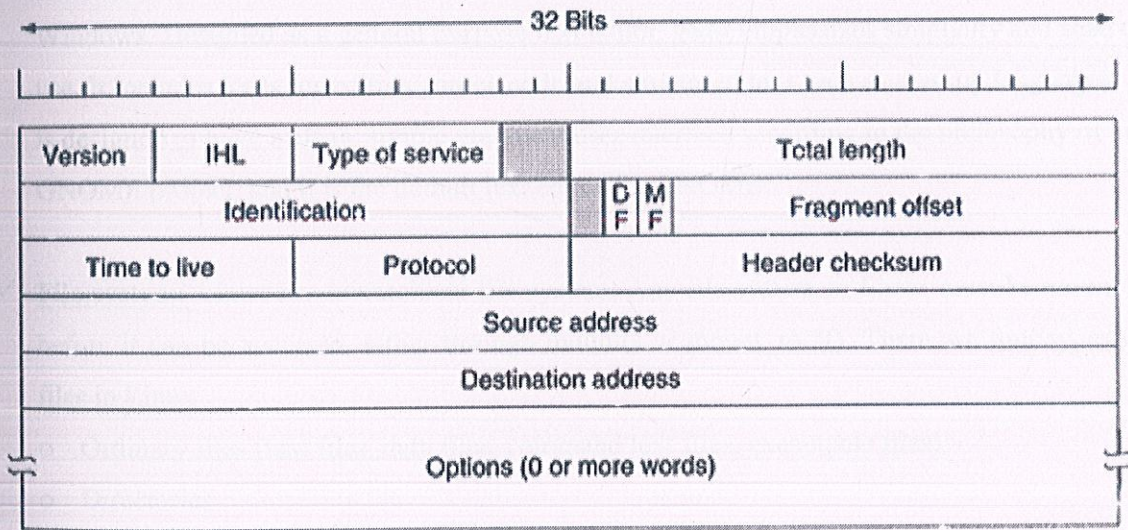 32 Bits
Version IHL Type of service Total length
Identification D F M F Fragment offset
Time to live Protocol Header checksum
Source address
Destination address
Options (0 or more words)